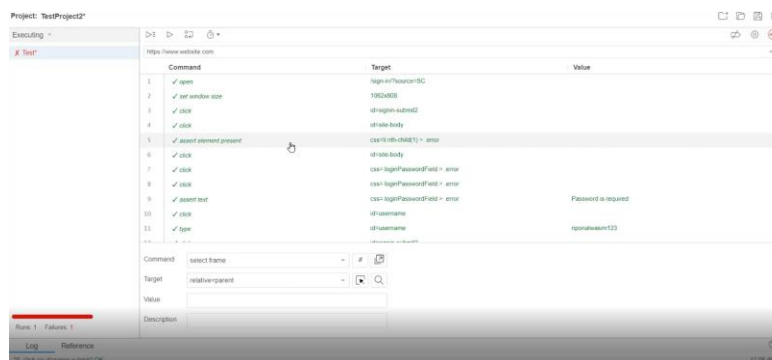 Project: TestProject2*
Executing
https://www.website.com
✗ Test*
Command Target Value
1 ✓ open /sign-in/?source=SC
2 ✓ set window size
3 ✓ click id=signin-submit2
4 ✓ click id=site-body
5 ✓ assert element present css=li:nth-child(1) > .error
6 ✓ click id=site-body
7 ✓ click css=.loginPasswordField > .error
8 ✓ click css=.loginPasswordField > .error
9 ✓ assert text css=.loginPasswordField > .error Password is required
10 ✓ click id=username
11 ✓ type id=username
Command select frame
Target relative=parent
Value
Description
Runs: 1 Failures: 1
Log Reference